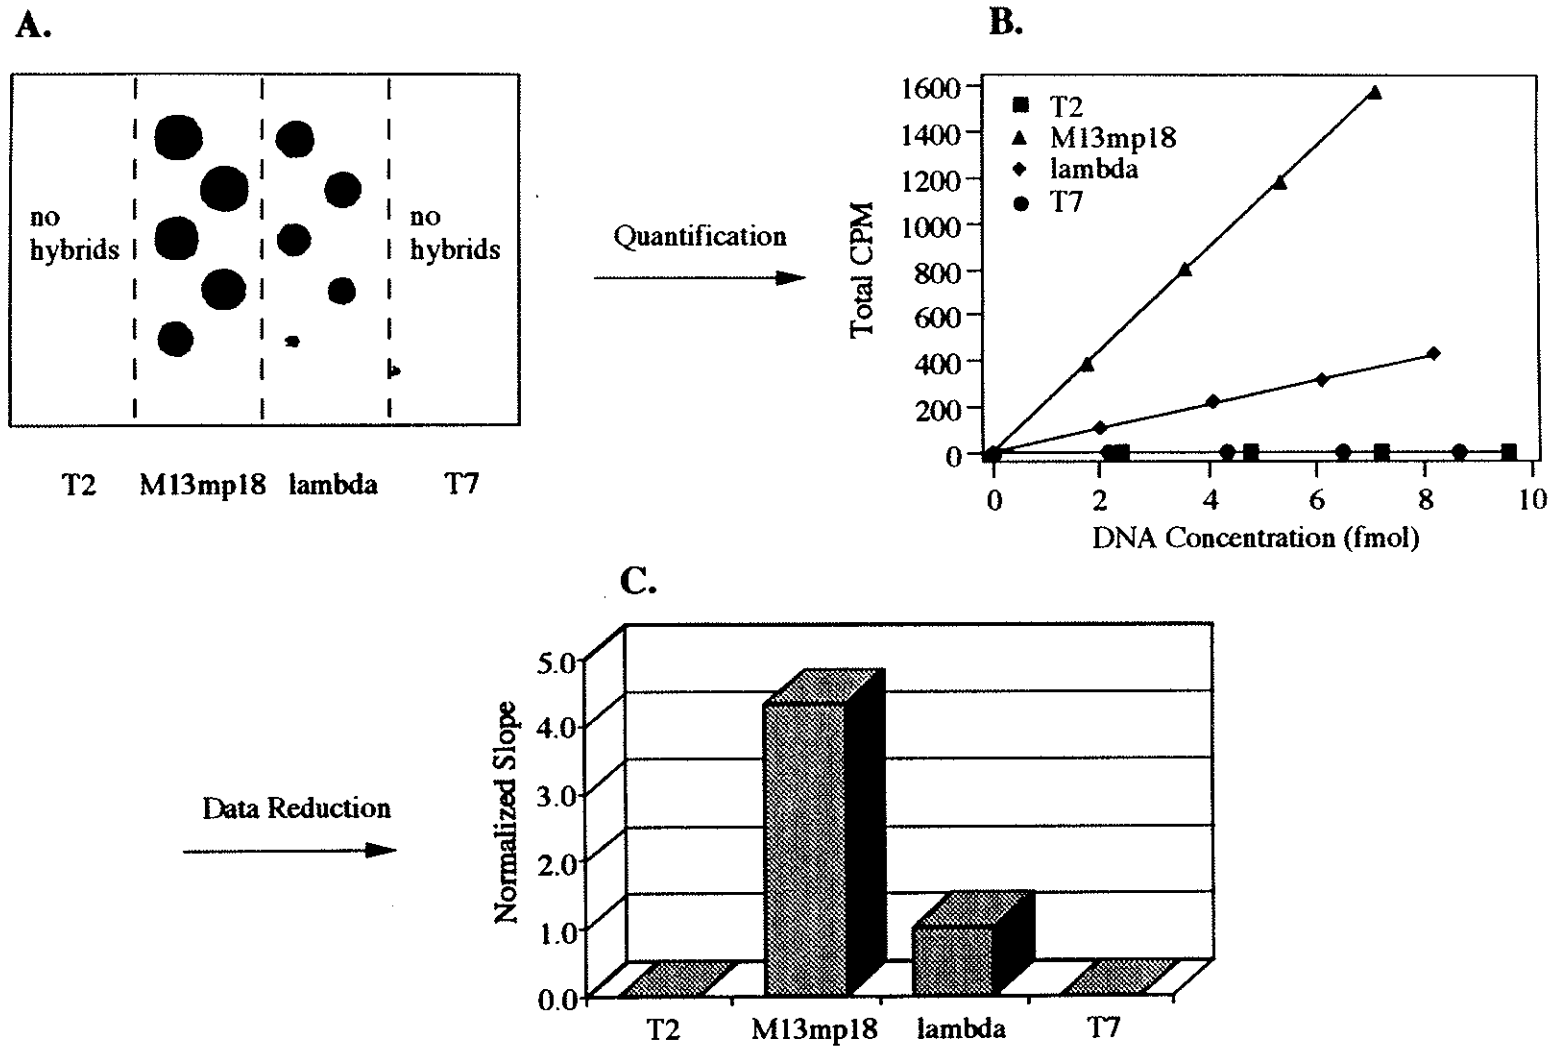 A.
no
hybrids
no
hybrids
T2
M13mp18
lambda
T7
Quantification
B.
Total CPM
1600
1400
1200
1000
800
600
400
200
0
T2
M13mp18
lambda
T7
0
2
4
6
8
10
DNA Concentration (fmol)
Data Reduction
C.
Normalized Slope
5.0
4.0
3.0
2.0
1.0
0.0
T2
M13mp18
lambda
T7